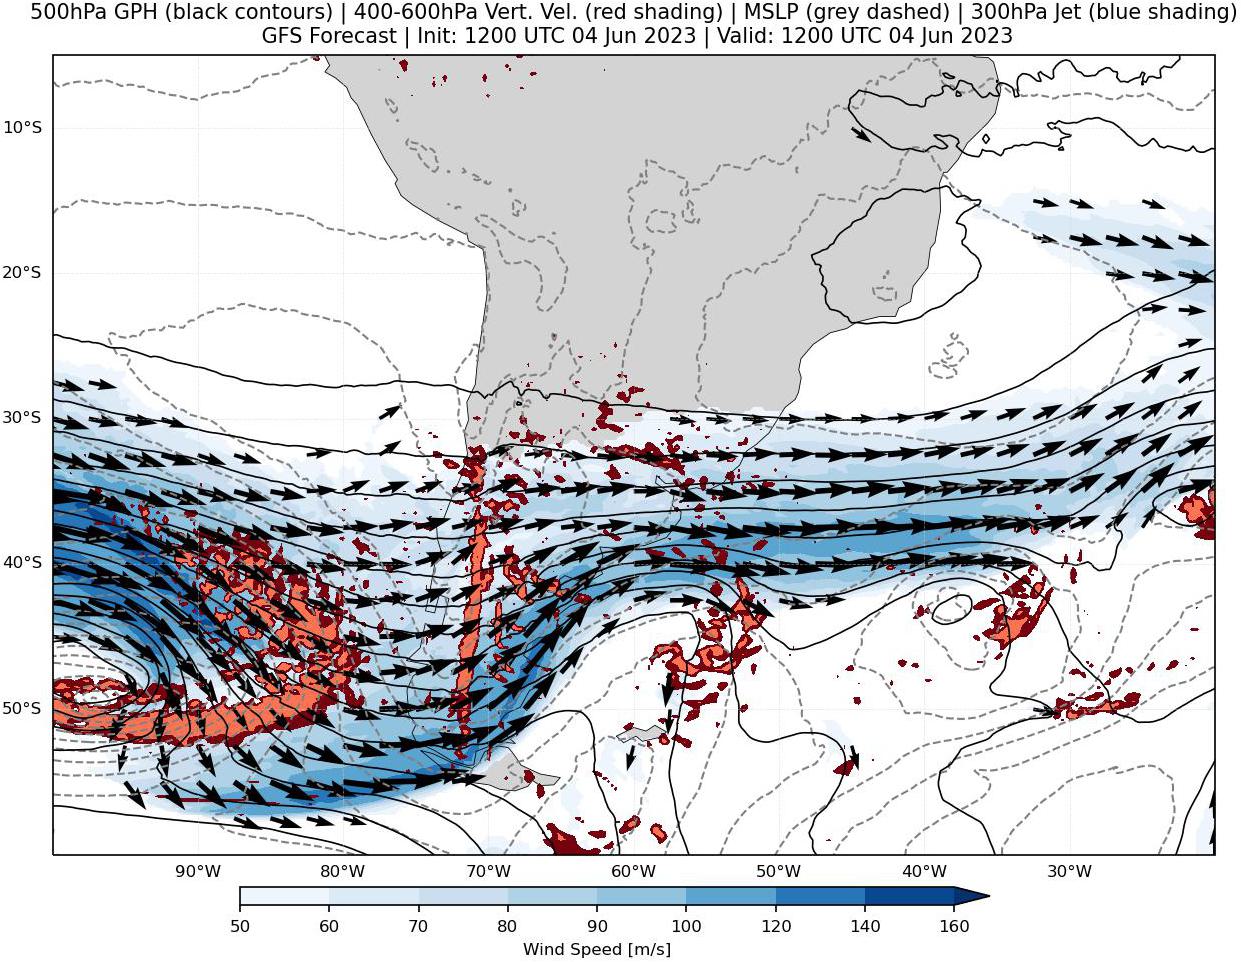 500hPa GPH (black contours) | 400-600hPa Vert. Vel. (red shading) | MSLP (grey dashed) | 300hPa Jet (blue shading)
GFS Forecast | Init: 1200 UTC 04 Jun 2023 | Valid: 1200 UTC 04 Jun 2023
10°S
20°S
30°S
40°S
50°S
90°W 80°W 70°W 60°W 50°W 40°W 30°W
50 60 70 80 90 100 120 140 160
Wind Speed [m/s]